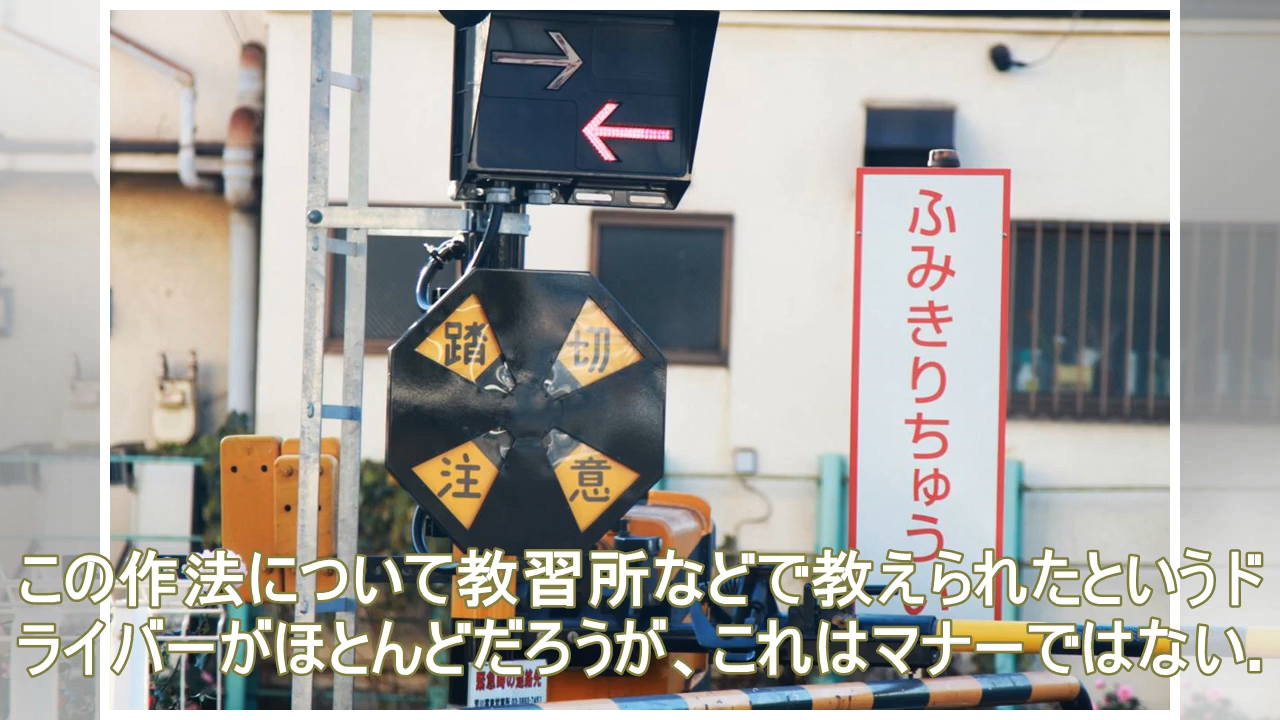 踏切
注意
ふみきりちゅう
この作法について教習所などで教えられたというド
ライバーがほとんどだろうが、これはマナーではない.